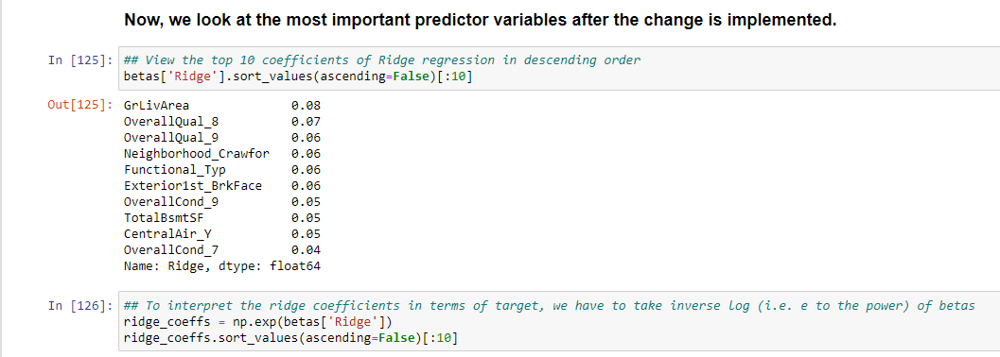 Now, we look at the most important predictor variables after the change is implemented.
In [125]: ## View the top 10 coefficients of Ridge regression in descending order
betas['Ridge'].sort_values(ascending=False)[:10]
Out[125]: GrLivArea 0.08
OverallQual_8 0.07
OverallQual_9 0.06
Neighborhood_Crawfor 0.06
Functional_Typ 0.06
Exterior1st_BrkFace 0.06
OverallCond_9 0.05
TotalBsmtSF 0.05
CentralAir_Y 0.05
OverallCond_7 0.04
Name: Ridge, dtype: float64
In [126]: ## To interpret the ridge coefficients in terms of target, we have to take inverse log (i.e. e to the power) of betas
ridge_coeffs = np.exp(betas['Ridge'])
ridge_coeffs.sort_values(ascending=False)[:10]